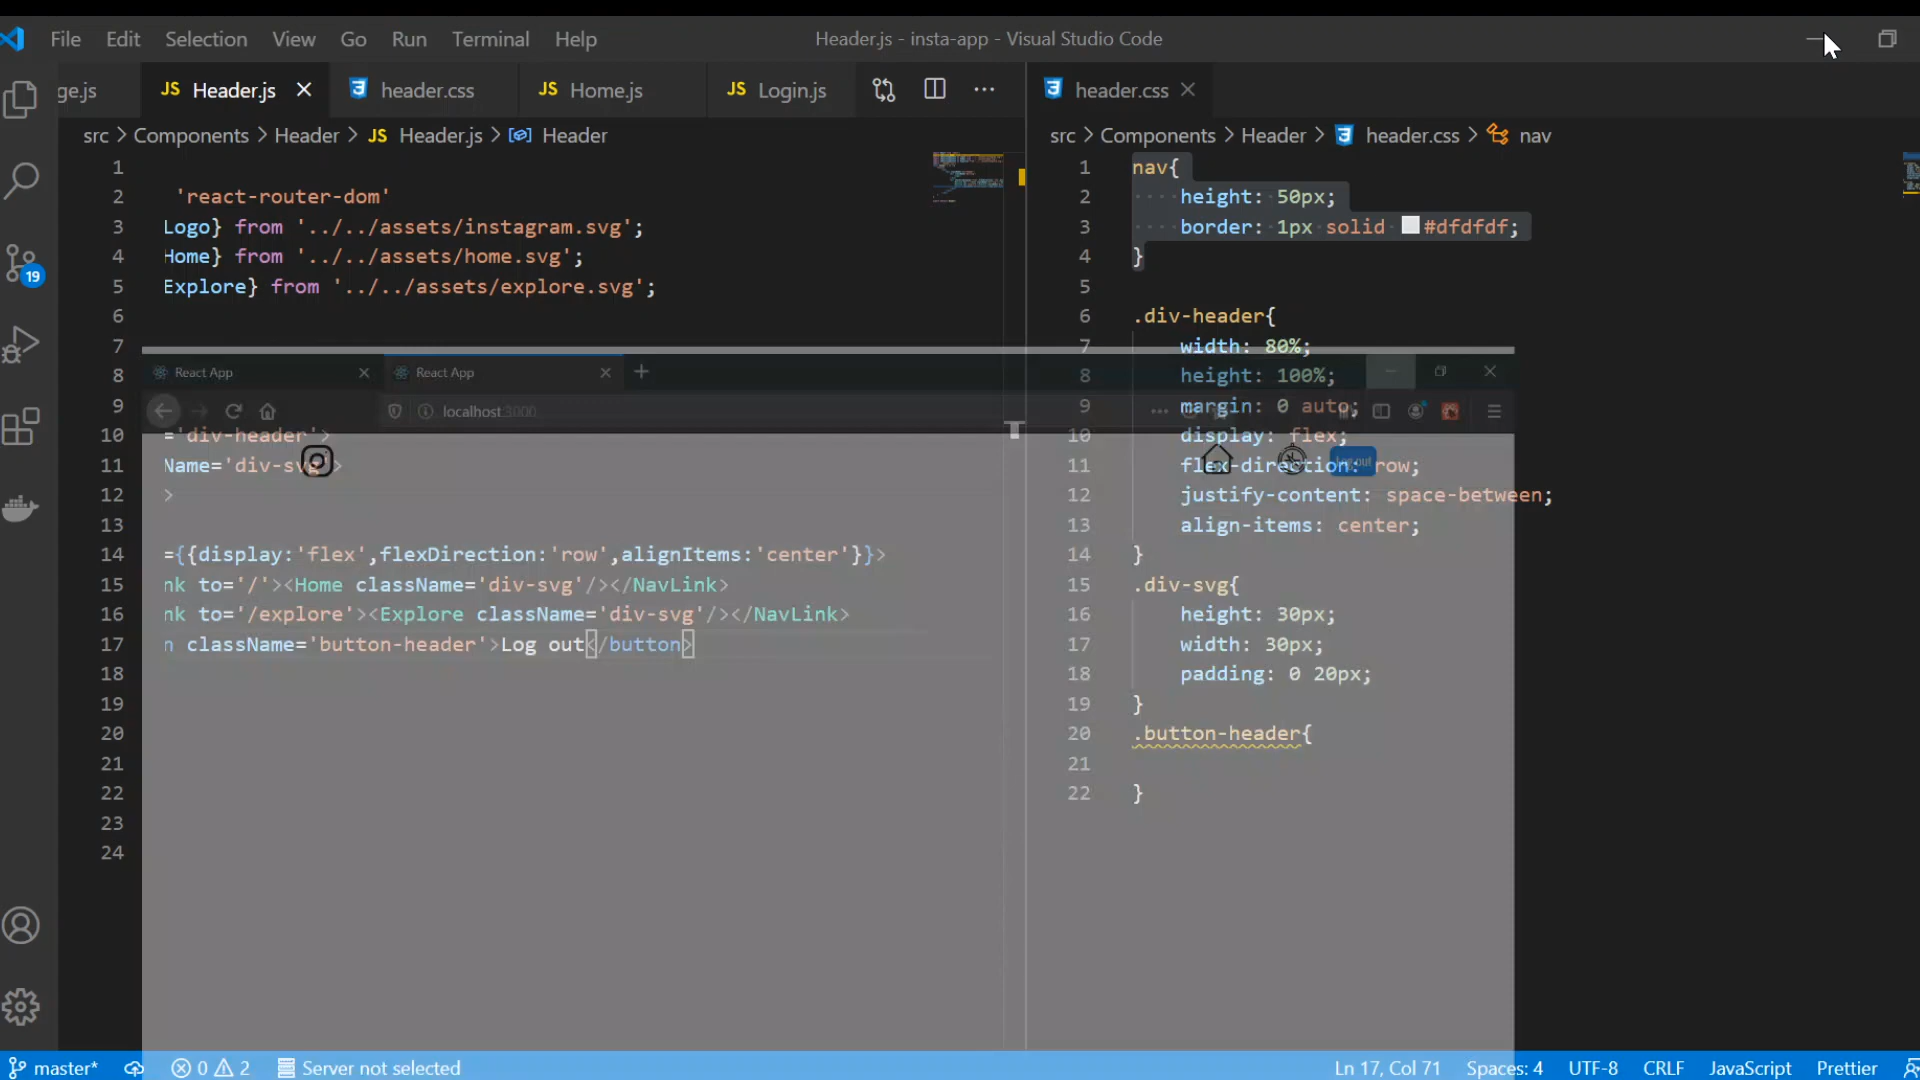 File Edit Selection View Go Run Terminal Help
Header.js - insta-app - Visual Studio Code
ge.js JS Header.js header.css JS Home.js JS Login.js
src > Components > Header > JS Header.js > Header
1
2 'react-router-dom'
3 Logo} from '../../assets/instagram.svg';
4 Home} from '../../assets/home.svg';
5 Explore} from '../../assets/explore.svg';
6
7
8
9
10 ='div-header'>
11 Name='div-svg'>
12 >
13
14 ={{display:'flex',flexDirection:'row',alignItems:'center'}}>
15 nk to='/'><Home className='div-svg'/></NavLink>
16 nk to='/explore'><Explore className='div-svg'/></NavLink>
17 n className='button-header'>Log out</button>
18
19
20
21
22
23
24
React App
React App
localhost:3000
Log out
header.css
src > Components > Header > header.css > nav
1 nav{
2 ····height:·50px;
3 ····border:·1px·solid·#dfdfdf;
4 }
5
6 .div-header{
7 width: 80%;
8 height: 100%;
9 margin: 0 auto;
10 display: flex;
11 flex-direction: row;
12 justify-content: space-between;
13 align-items: center;
14 }
15 .div-svg{
16 height: 30px;
17 width: 30px;
18 padding: 0 20px;
19 }
20 .button-header{
21
22 }
19
master* 0 2 Server not selected
Ln 17, Col 71 Spaces: 4 UTF-8 CRLF JavaScript Prettier